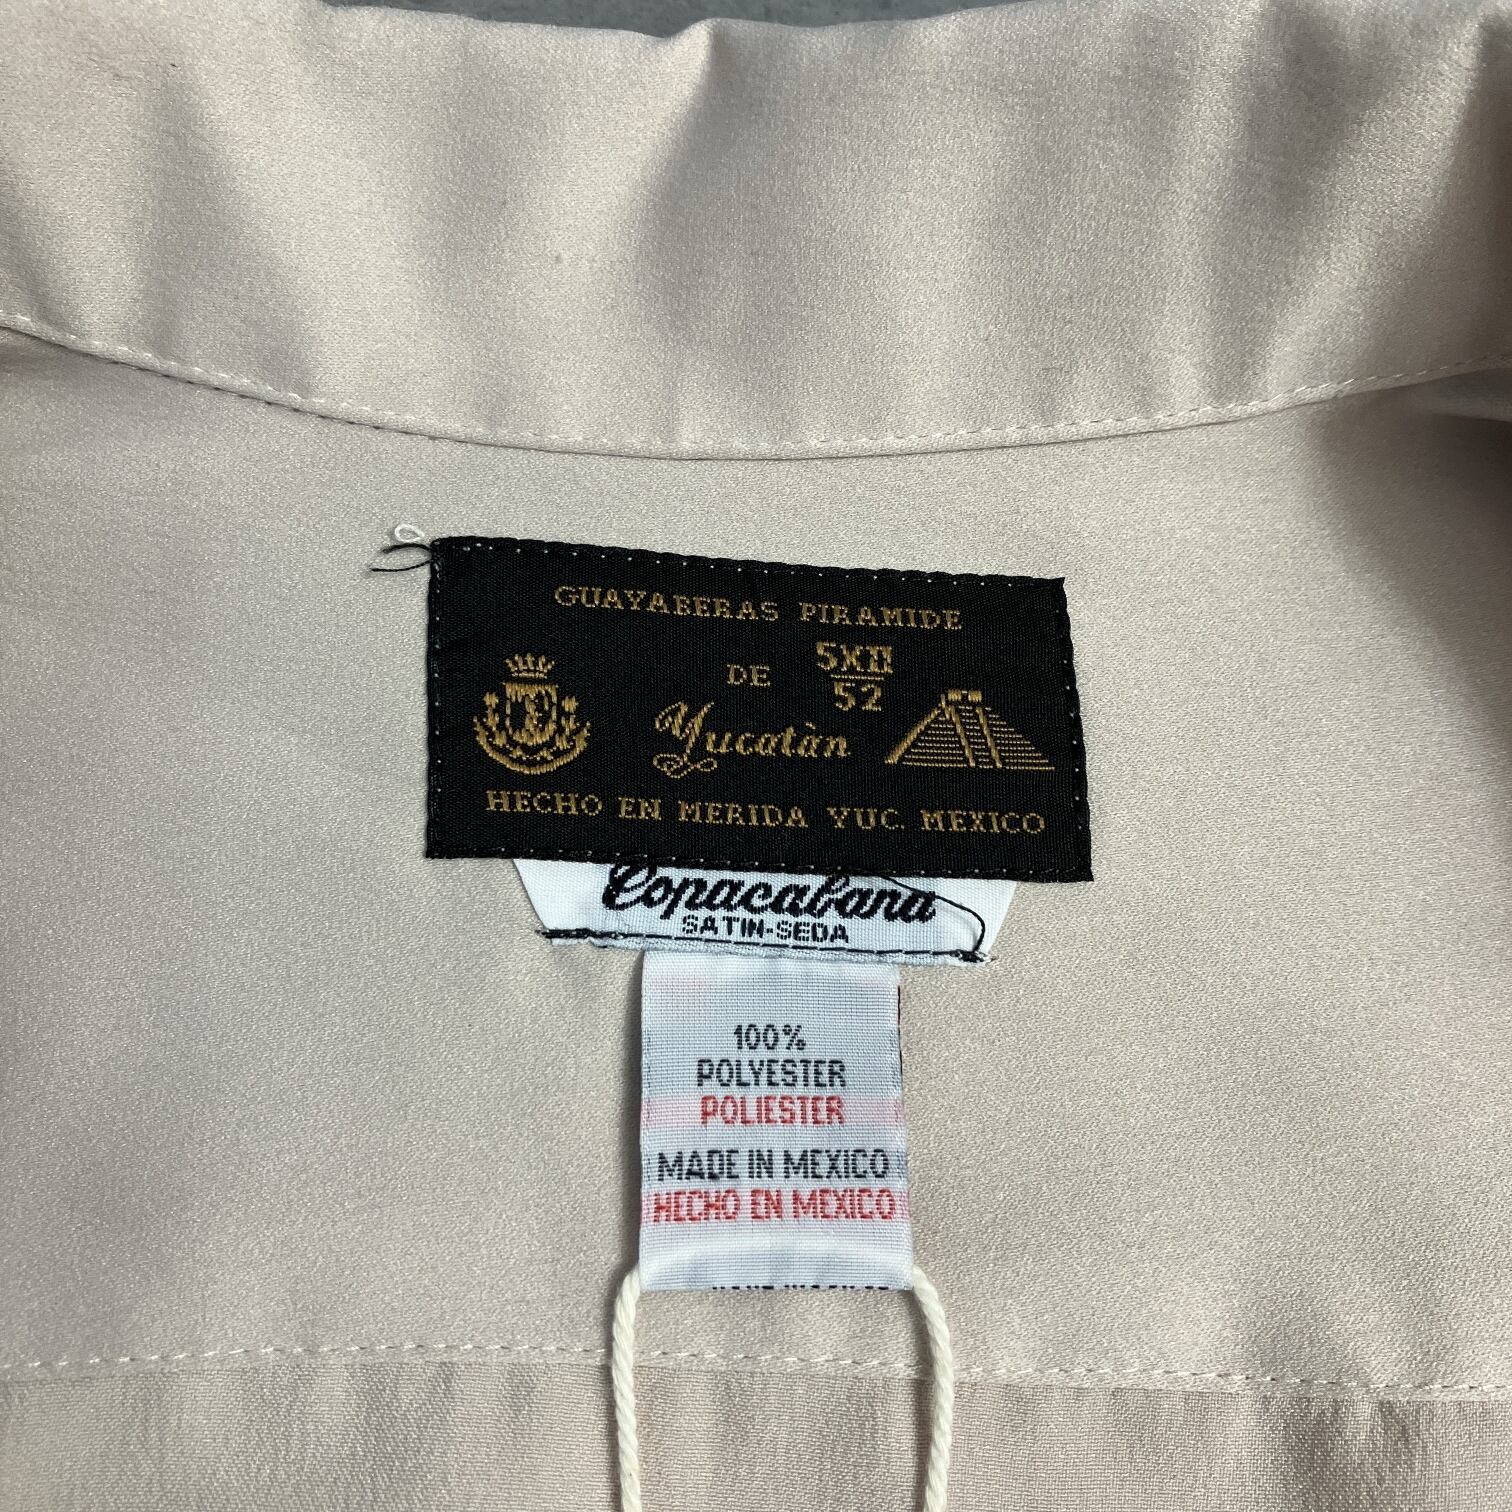 GUAYABERAS PIRAMIDE
DE
Yucatàn
52
HECHO EN MERIDA YUC. MEXICO
Copacabana
SATIN-SEDA
100%
POLYESTER
POLIESTER
MADE IN MEXICO
HECHO EN MEXICO